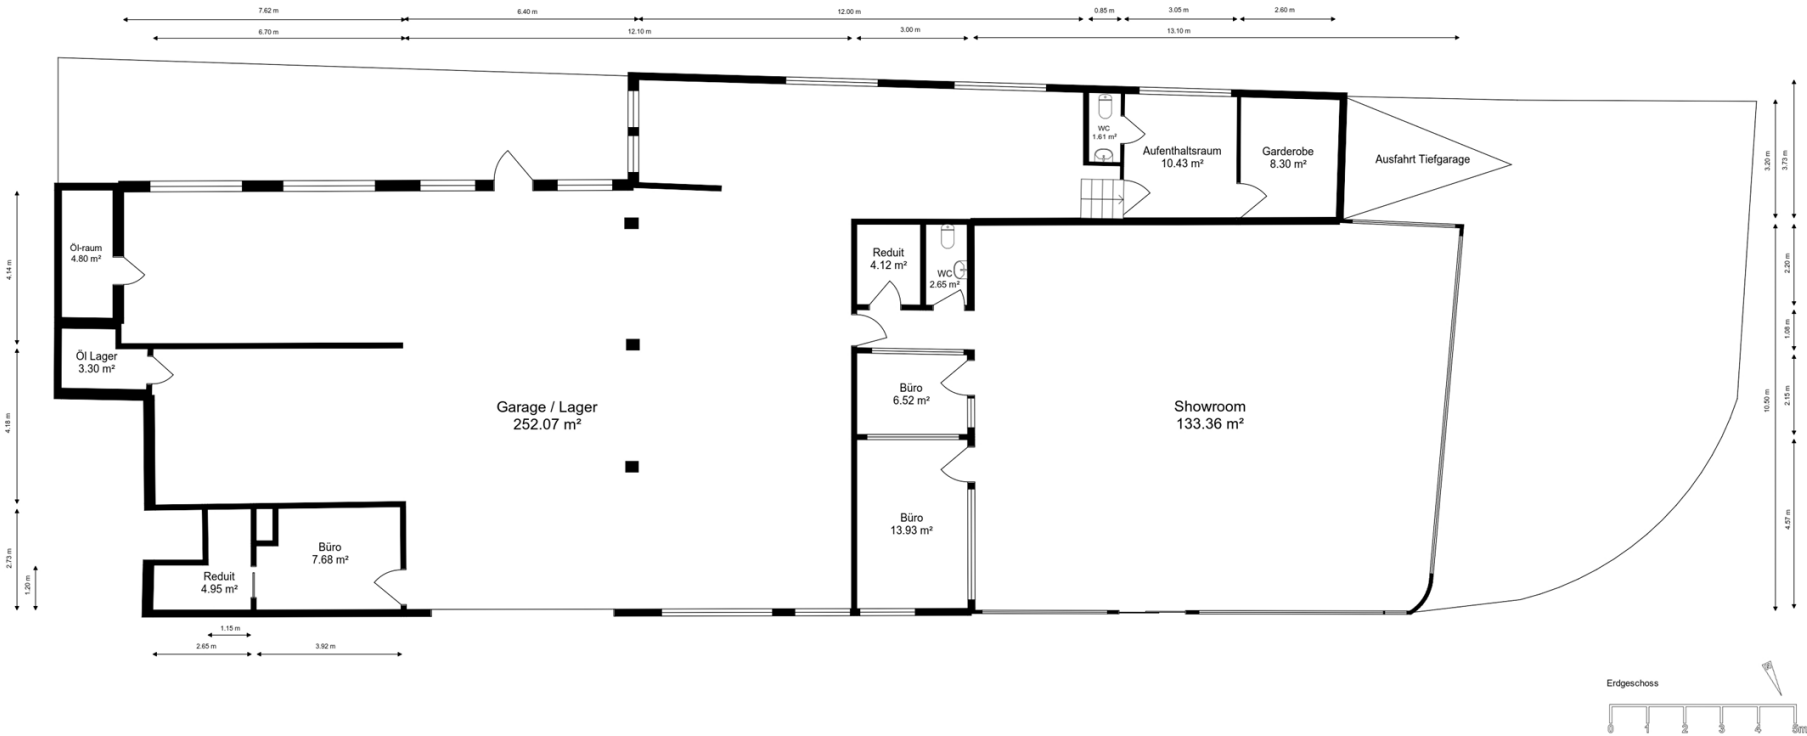 7.62 m
6.40 m
12.00 m
0.85 m
3.05 m
2.60 m
6.70 m
12.10 m
3.00 m
13.10 m
WC
1.61 m²
Aufenthaltsraum
10.43 m²
Garderobe
8.30 m²
Ausfahrt Tiefgarage
3.20 m
3.73 m
Öl-raum
4.80 m²
4.14 m
Reduit
4.12 m²
WC
2.65 m²
2.20 m
1.08 m
Öl Lager
3.30 m²
Garage / Lager
252.07 m²
Büro
6.52 m²
Showroom
133.36 m²
10.50 m
2.15 m
4.18 m
Büro
13.93 m²
4.57 m
Büro
7.68 m²
Reduit
4.95 m²
2.73 m
1.20 m
1.15 m
2.65 m
3.92 m
Erdgeschoss
0 1 2 3 4 5m